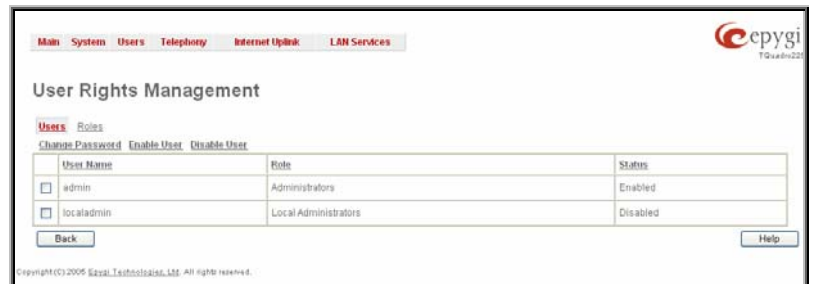 Main System Users Telephony Internet Uplink LAN Services
epygi
User Rights Management
Users Roles
Change Password Enable User Disable User
User Name Role Status
admin Administrators Enabled
localadmin Local Administrators Disabled
Back Help
Copyright (C) 2005 Epygi Technologies, Ltd. All rights reserved.